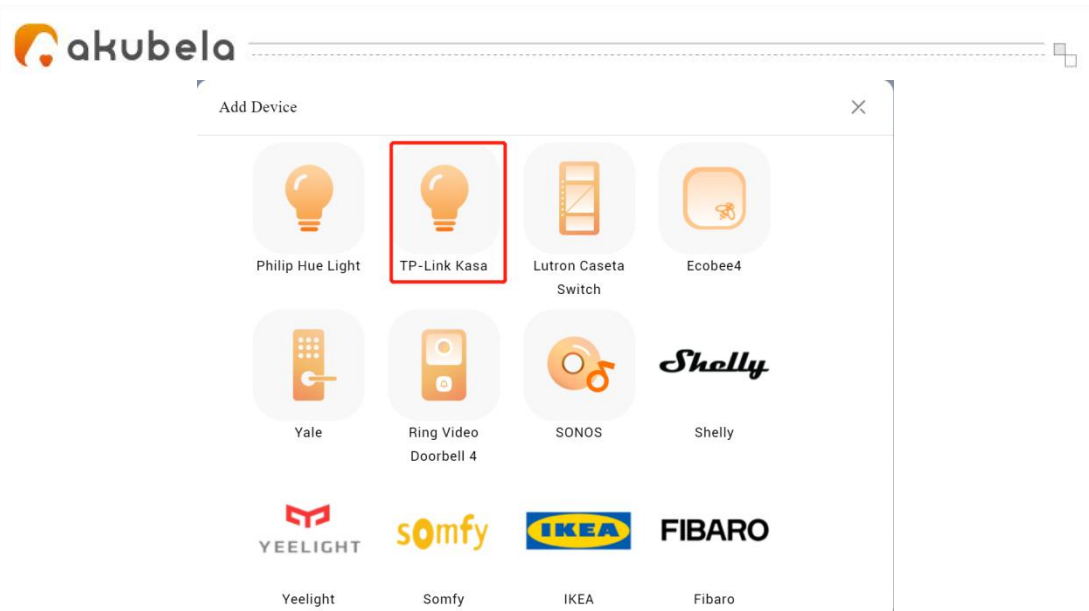 akubela
Add Device
Philip Hue Light
TP-Link Kasa
Lutron Caseta
Switch
Ecobee4
Yale
Ring Video
Doorbell 4
SONOS
Shelly
Shelly
YEELIGHT
somfy
IKEA
FIBARO
Yeelight
Somfy
IKEA
Fibaro